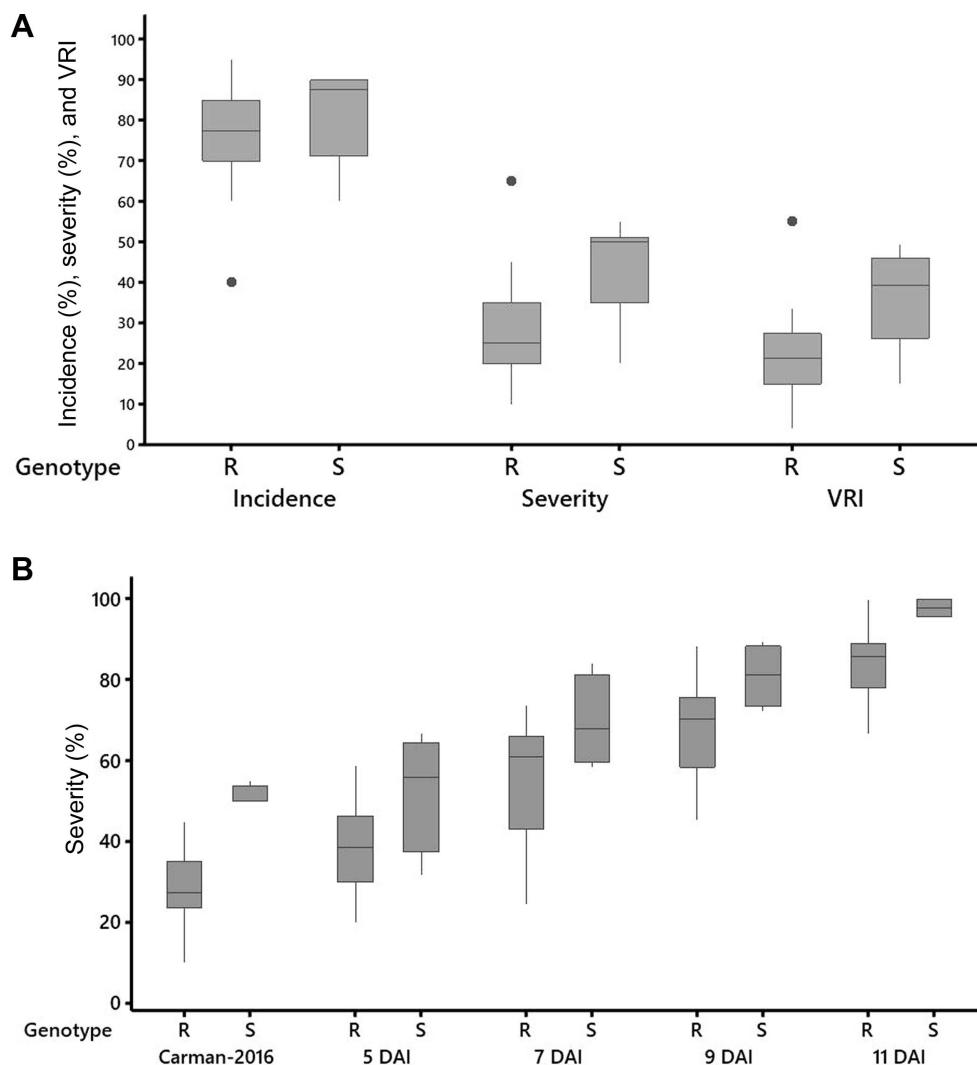 A
Incidence (%), severity (%), and VRI
100
90
80
70
60
50
40
30
20
10
0
Genotype R S R S R S
Incidence Severity VRI
B
Severity (%)
100
80
60
40
20
0
Genotype R S R S R S R S R S
Carman-2016 5 DAI 7 DAI 9 DAI 11 DAI